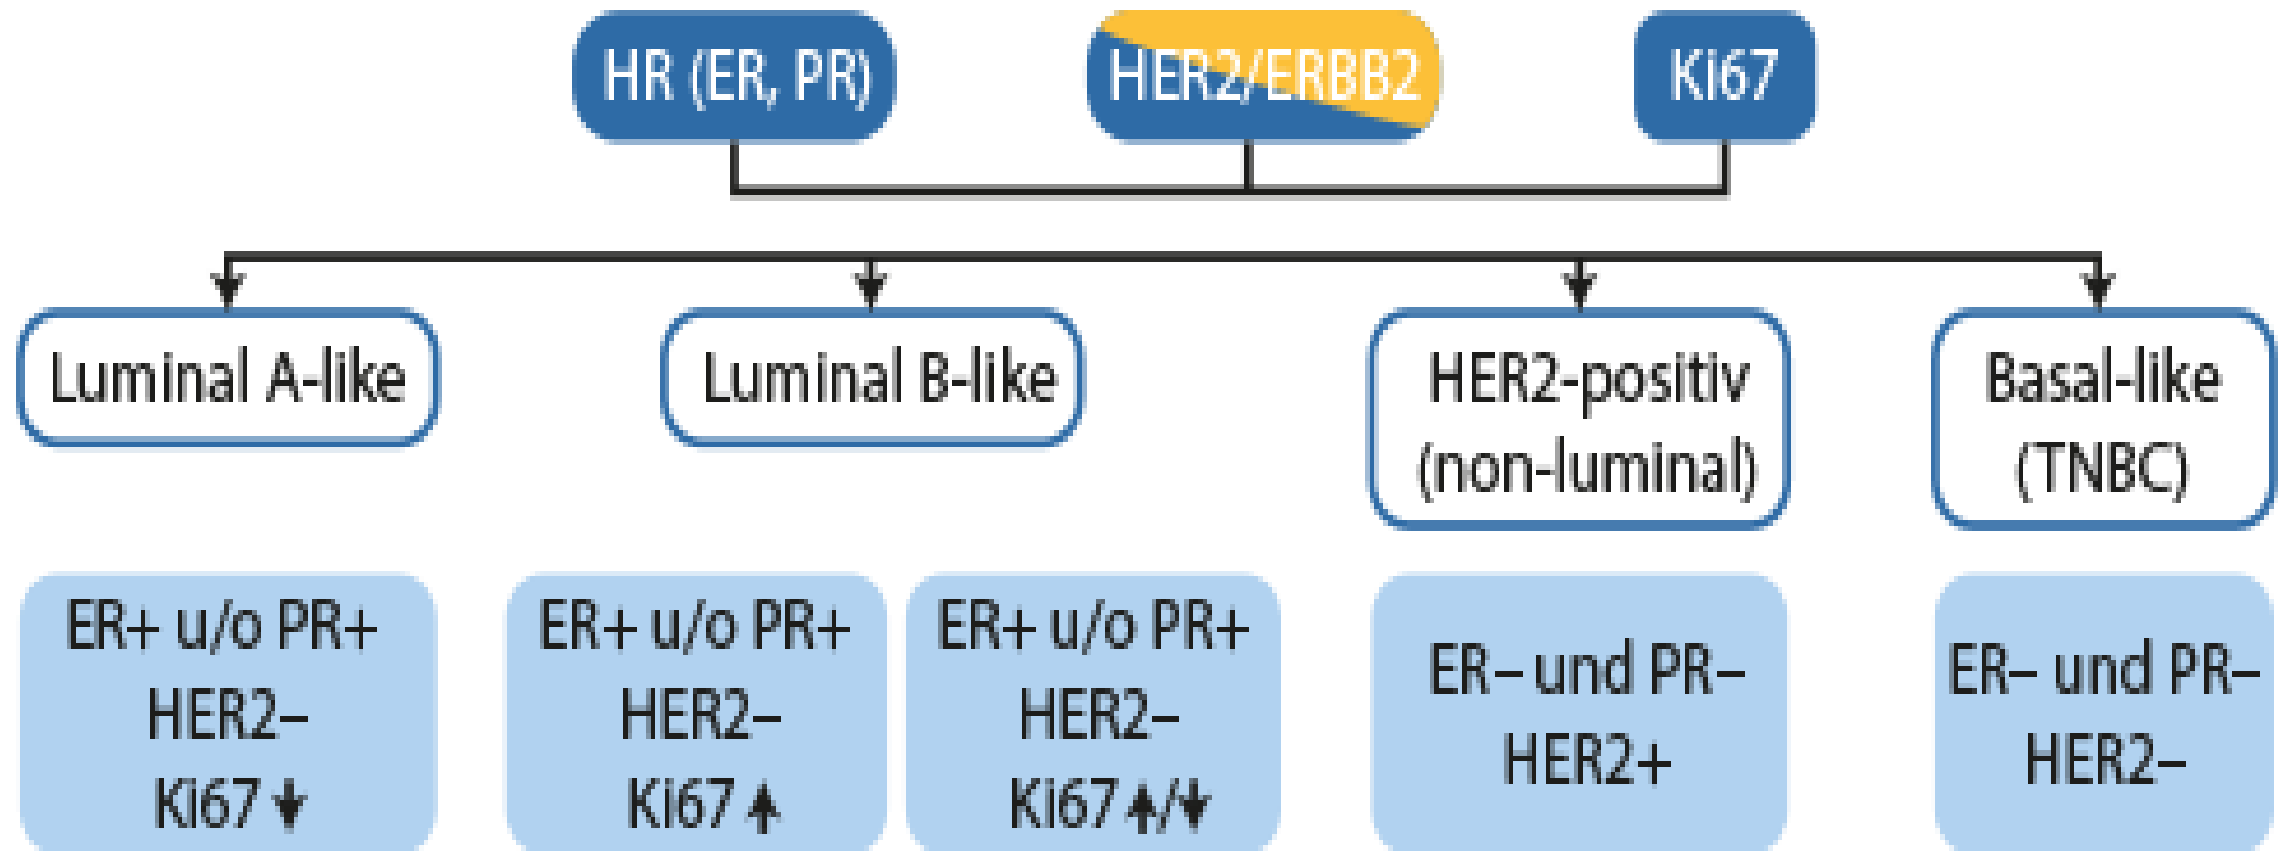 HR (ER, PR)
HER2/ERBB2
Ki67
Luminal A-like
Luminal B-like
HER2-positiv
(non-luminal)
Basal-like
(TNBC)
ER+ u/o PR+
HER2–
Ki67 ↓
ER+ u/o PR+
HER2–
Ki67 ↑
ER+ u/o PR+
HER2–
Ki67 ↑/↓
ER– und PR–
HER2+
ER– und PR–
HER2–